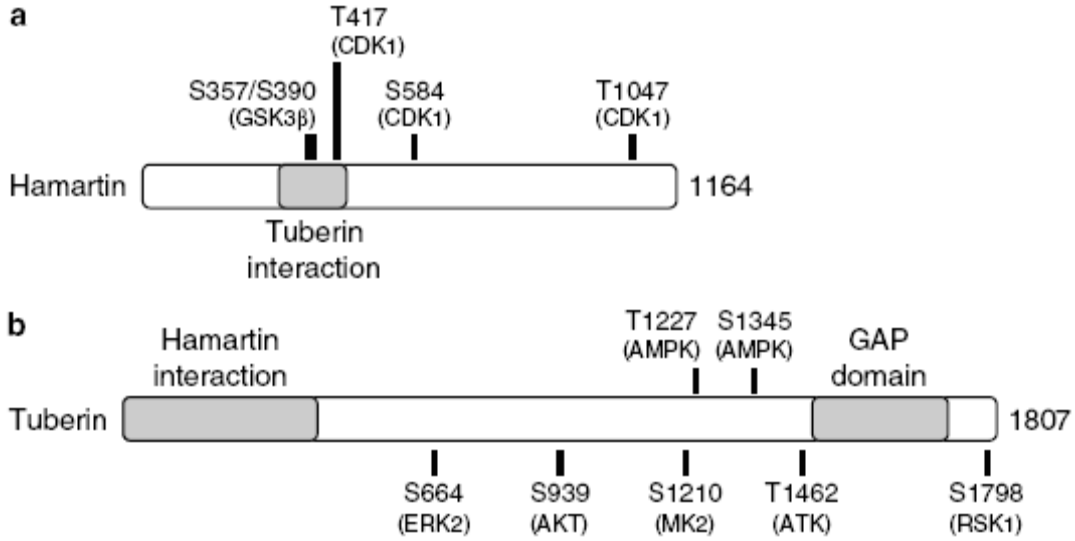 a
T417
(CDK1)
S357/S390
(GSK3β)
S584
(CDK1)
T1047
(CDK1)
Hamartin
1164
Tuberin
interaction
b
Hamartin
interaction
T1227
(AMPK)
S1345
(AMPK)
GAP
domain
Tuberin
1807
S664
(ERK2)
S939
(AKT)
S1210
(MK2)
T1462
(ATK)
S1798
(RSK1)